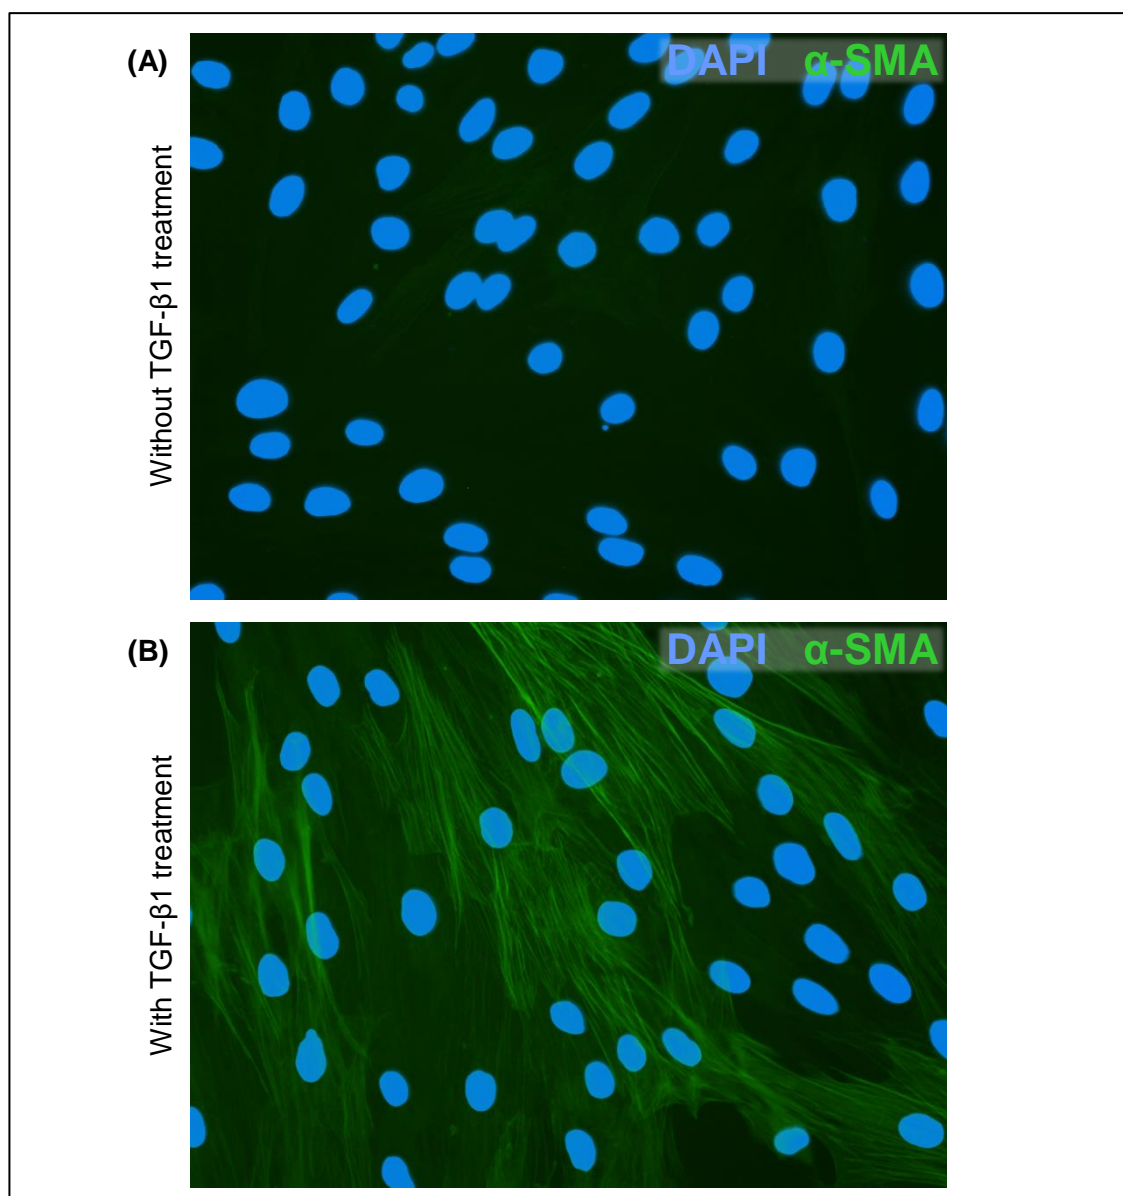 (A)
Without TGF-β1 treatment
DAPI α-SMA
(B)
With TGF-β1 treatment
DAPI α-SMA